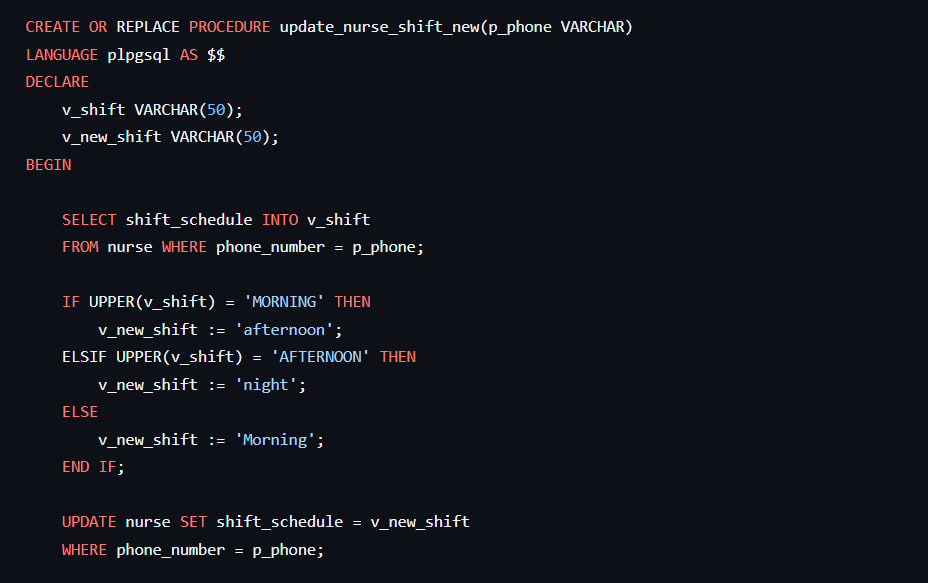 CREATE OR REPLACE PROCEDURE update_nurse_shift_new(p_phone VARCHAR)
LANGUAGE plpgsql AS $$
DECLARE
    v_shift VARCHAR(50);
    v_new_shift VARCHAR(50);
BEGIN
    SELECT shift_schedule INTO v_shift
    FROM nurse WHERE phone_number = p_phone;
    IF UPPER(v_shift) = 'MORNING' THEN
        v_new_shift := 'afternoon';
    ELSIF UPPER(v_shift) = 'AFTERNOON' THEN
        v_new_shift := 'night';
    ELSE
        v_new_shift := 'Morning';
    END IF;
    UPDATE nurse SET shift_schedule = v_new_shift
    WHERE phone_number = p_phone;